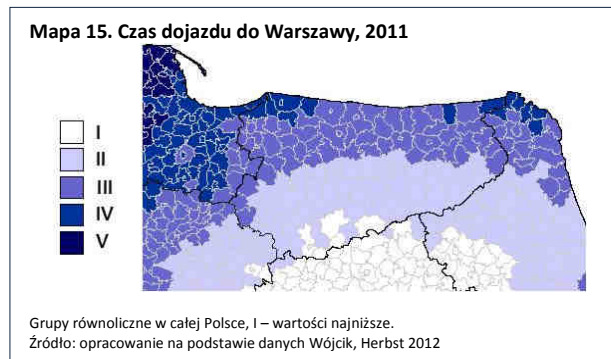 Mapa 15. Czas dojazdu do Warszawy, 2011
I
II
III
IV
V
Grupy równoliczne w całej Polsce, I – wartości najniższe.
Źródło: opracowanie na podstawie danych Wójcik, Herbst 2012